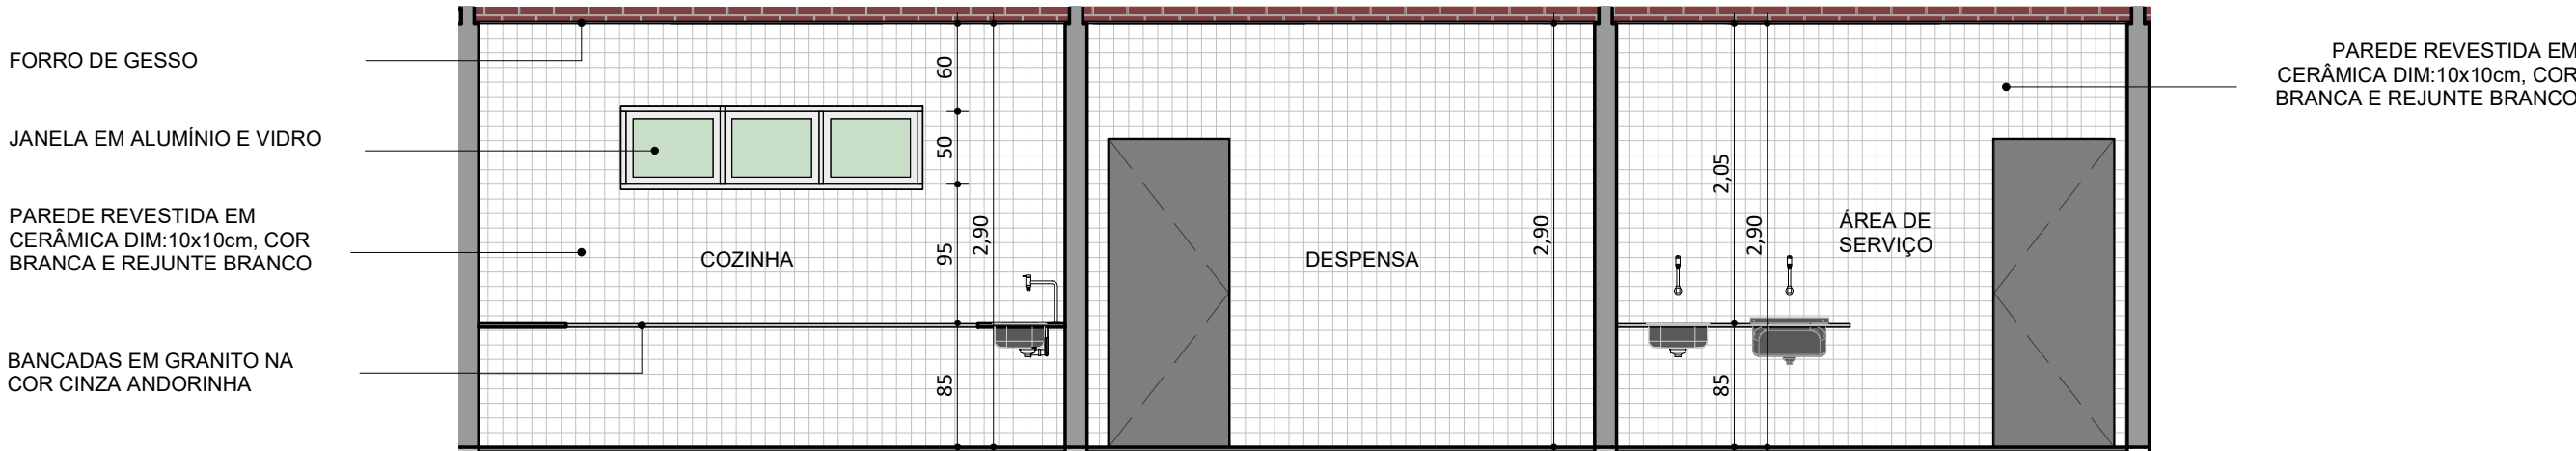 FORRO DE GESSO
JANELA EM ALUMÍNIO E VIDRO
PAREDE REVESTIDA EM
CERÂMICA DIM:10x10cm, COR
BRANCA E REJUNTE BRANCO
BANCADAS EM GRANITO NA
COR CINZA ANDORINHA
COZINHA
60
50
95
85
2,90
DESPENSA
2,90
2,05
85
2,90
ÁREA DE
SERVIÇO
PAREDE REVESTIDA EM
CERÂMICA DIM:10x10cm, COR
BRANCA E REJUNTE BRANCO